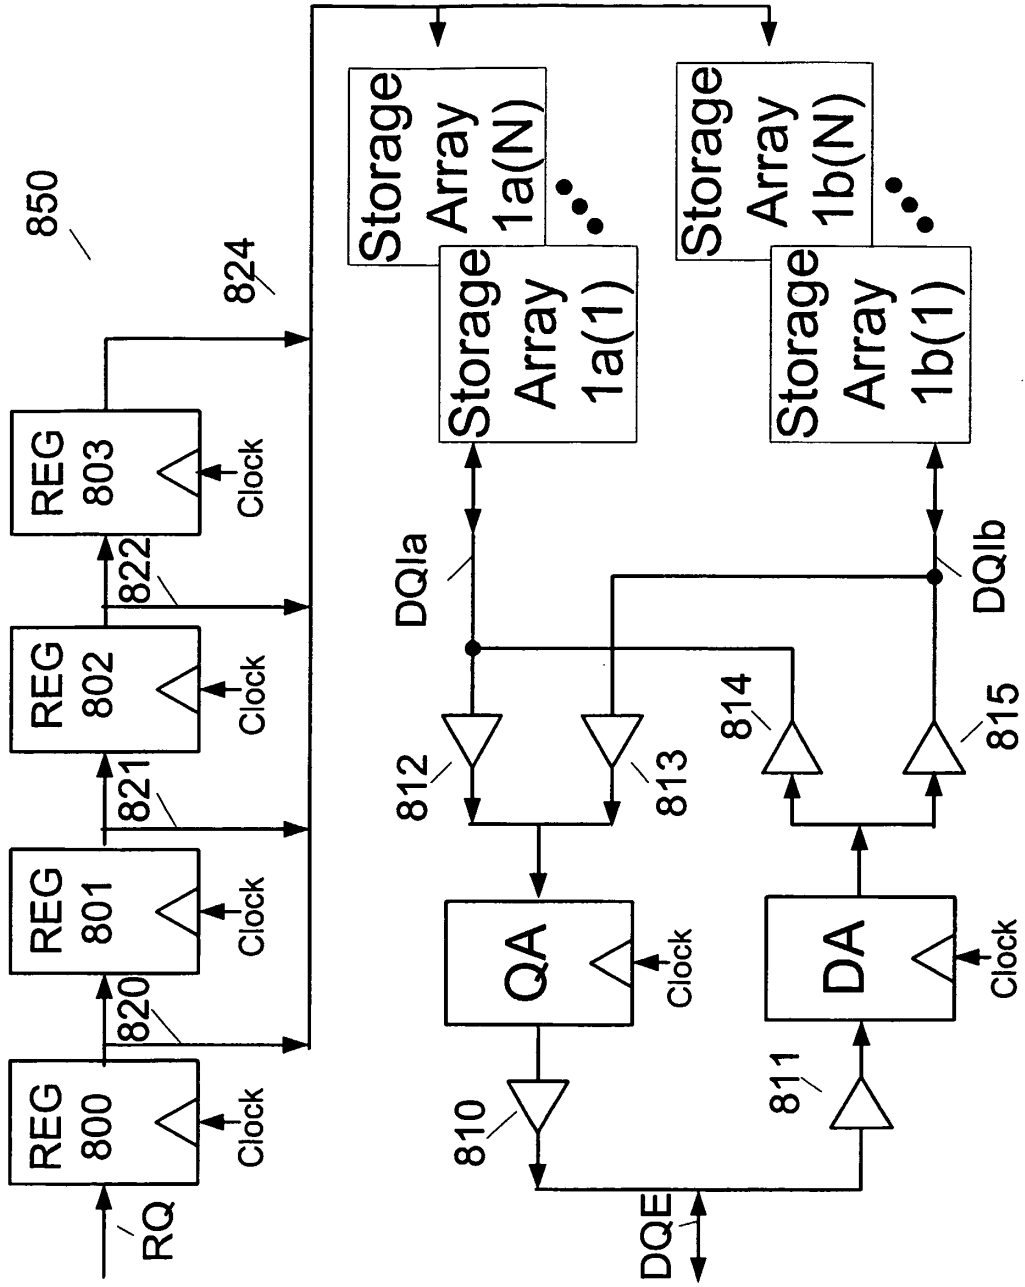 850
RQ
REG
800
Clock
820
REG
801
Clock
821
REG
802
Clock
822
REG
803
Clock
824
DQE
810
811
QA
Clock
DA
Clock
812
813
814
815
DQIa
DQIb
Storage
Array
1a(1)
Storage
Array
1a(N)
Storage
Array
1b(1)
Storage
Array
1b(N)